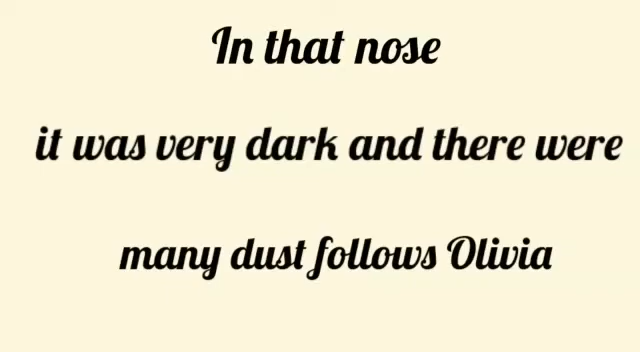 In that nose
it was very dark and there were
many dust follows Olivia